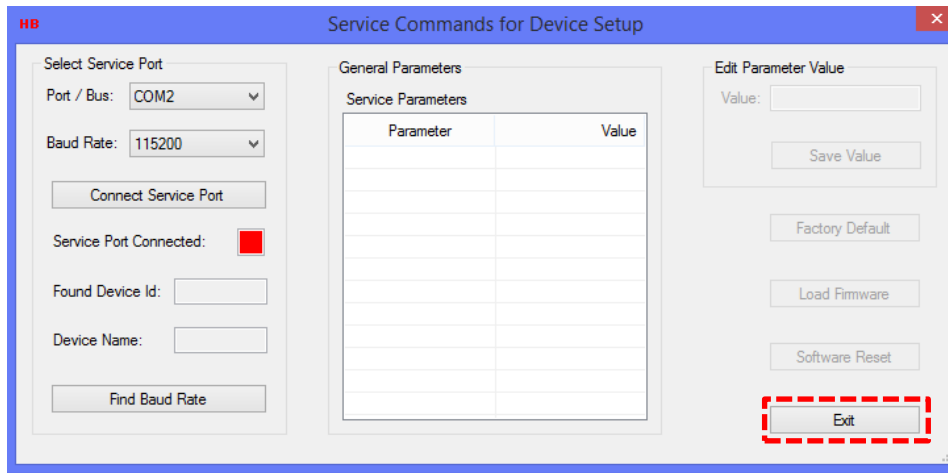 HB
Service Commands for Device Setup
Select Service Port
Port / Bus: COM2
Baud Rate: 115200
Connect Service Port
Service Port Connected:
Found Device Id:
Device Name:
Find Baud Rate
General Parameters
Service Parameters
Parameter Value
Edit Parameter Value
Value:
Save Value
Factory Default
Load Firmware
Software Reset
Exit